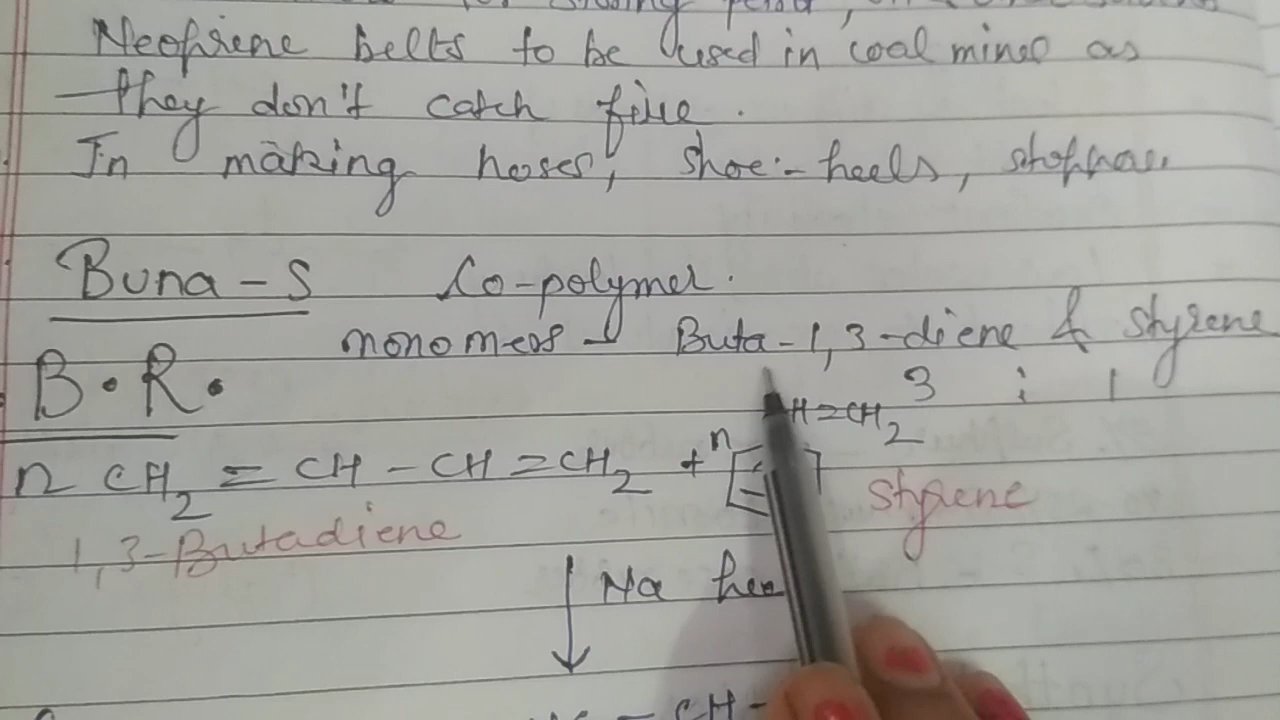 Neoprene belts to be used in coal mines as
they don't catch fire.
In making hoses, shoe-heels,
Buna-S Co-polymer.
monomers - Buta-1,3-diene & styrene
B.R. 3 : 1
H=CH2
n CH2 = CH - CH = CH2 + n
1,3-Butadiene styrene
Na
CH-